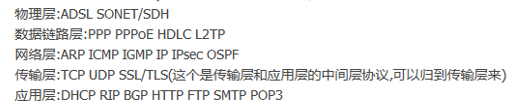 物理层:ADSL SONET/SDH
数据链路层:PPP PPPoE HDLC L2TP
网络层:ARP ICMP IGMP IP IPsec OSPF
传输层:TCP UDP SSL/TLS(这个是传输层和应用层的中间层协议,可以归到传输层来)
应用层:DHCP RIP BGP HTTP FTP SMTP POP3